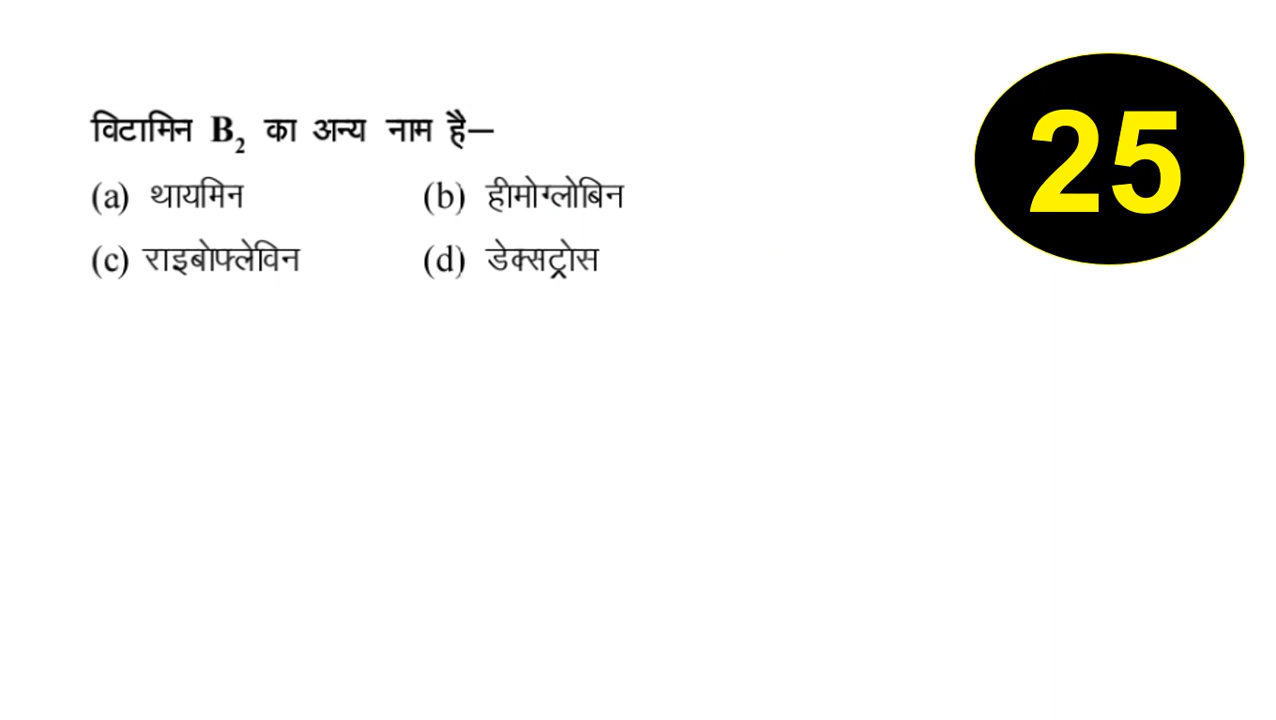 विटामिन B₂ का अन्य नाम है—
(a) थायमिन (b) हीमोग्लोबिन
(c) राइबोफ्लेविन (d) डेक्सट्रोस
25